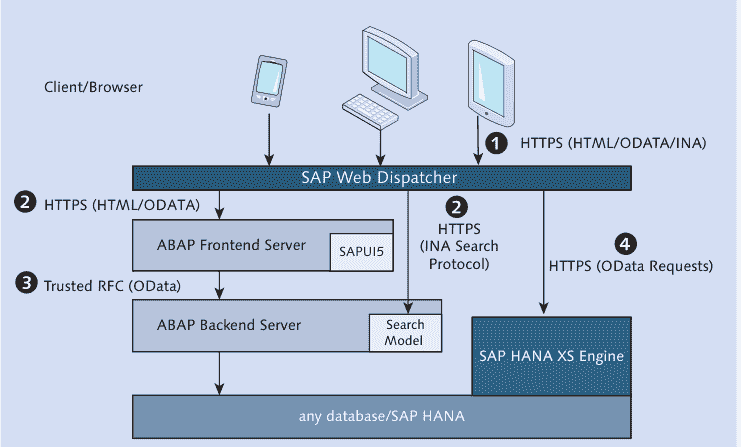 Client/Browser
1 HTTPS (HTML/ODATA/INA)
SAP Web Dispatcher
2 HTTPS (HTML/ODATA)
2
HTTPS
(INA Search
Protocol)
4
HTTPS (OData Requests)
ABAP Frontend Server
SAPUI5
3 Trusted RFC (OData)
ABAP Backend Server
Search
Model
SAP HANA XS Engine
any database/SAP HANA